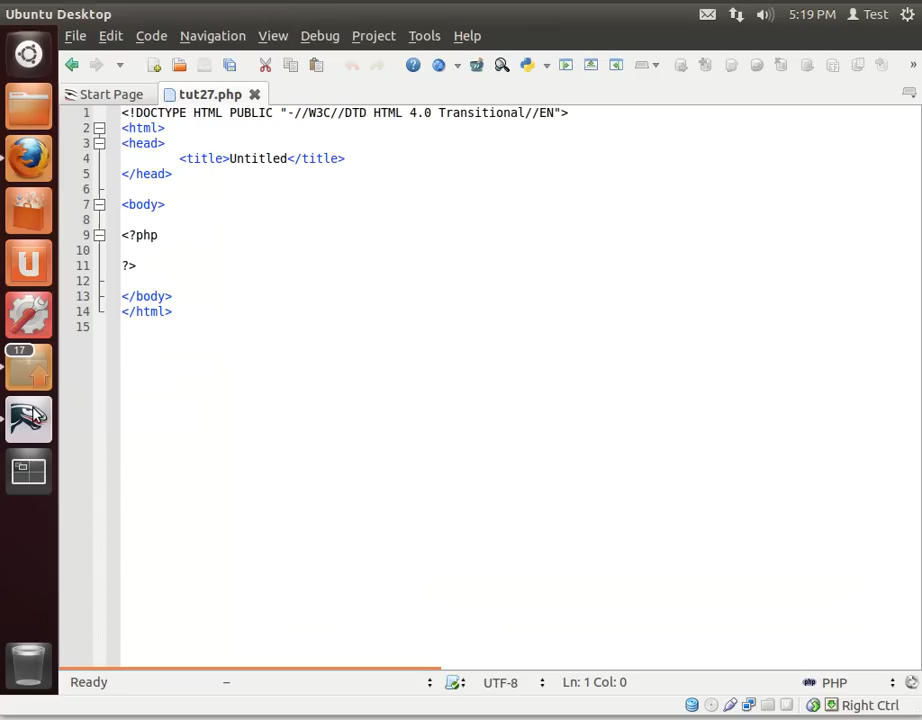 Ubuntu Desktop 5:19 PM Test
File Edit Code Navigation View Debug Project Tools Help
Start Page tut27.php
1 <!DOCTYPE HTML PUBLIC "-//W3C//DTD HTML 4.0 Transitional//EN">
2 <html>
3 <head>
4 <title>Untitled</title>
5 </head>
6
7 <body>
8
9 <?php
10
11 ?>
12
13 </body>
14 </html>
15
17
Ready – UTF-8 Ln: 1 Col: 0 php PHP
Right Ctrl